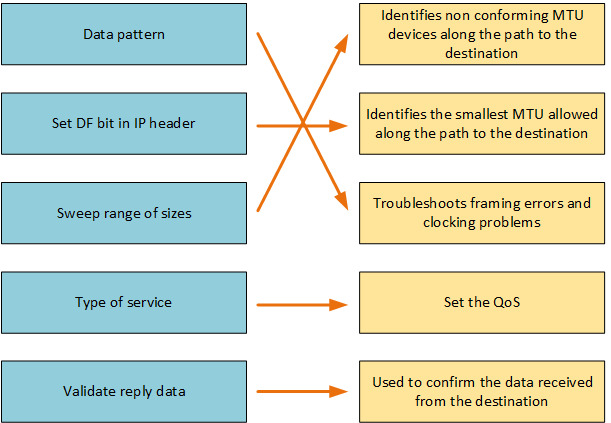 Data pattern
Identifies non conforming MTU
devices along the path to the
destination
Set DF bit in IP header
Identifies the smallest MTU allowed
along the path to the destination
Sweep range of sizes
Troubleshoots framing errors and
clocking problems
Type of service
Set the QoS
Validate reply data
Used to confirm the data received
from the destination